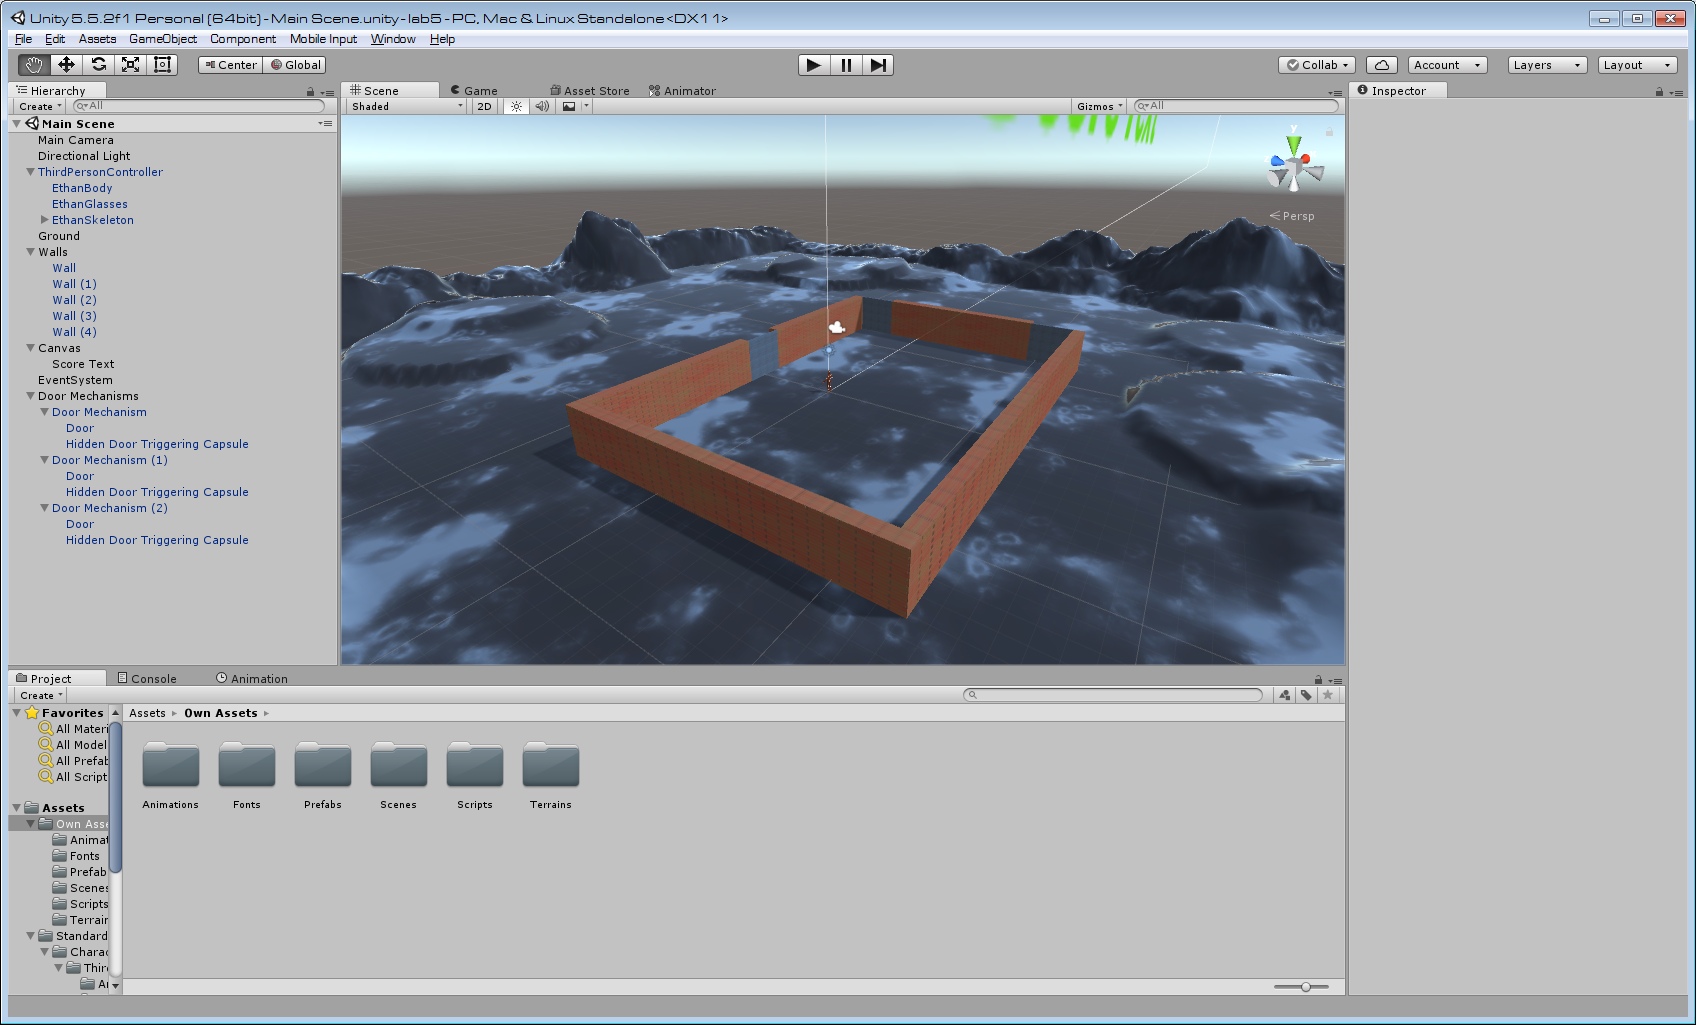 Unity 5.5.2f1 Personal (64bit) - Main Scene.unity - lab5 - PC, Mac & Linux Standalone <DX11>
File Edit Assets GameObject Component Mobile Input Window Help
Center Global Collab Account Layers Layout
Hierarchy
Create All
Main Scene
Main Camera
Directional Light
ThirdPersonController
EthanBody
EthanGlasses
EthanSkeleton
Ground
Walls
Wall
Wall (1)
Wall (2)
Wall (3)
Wall (4)
Canvas
Score Text
EventSystem
Door Mechanisms
Door Mechanism
Door
Hidden Door Triggering Capsule
Door Mechanism (1)
Door
Hidden Door Triggering Capsule
Door Mechanism (2)
Door
Hidden Door Triggering Capsule
Scene Game Asset Store Animator
Shaded 2D Gizmos All
y
Persp
Inspector
Project Console Animation
Create
Favorites
All Materi
All Model
All Prefab
All Script
Assets
Own Asse
Animat
Fonts
Prefab
Scenes
Scripts
Terrain
Standard
Charac
Thir
Assets Own Assets
Animations Fonts Prefabs Scenes Scripts Terrains